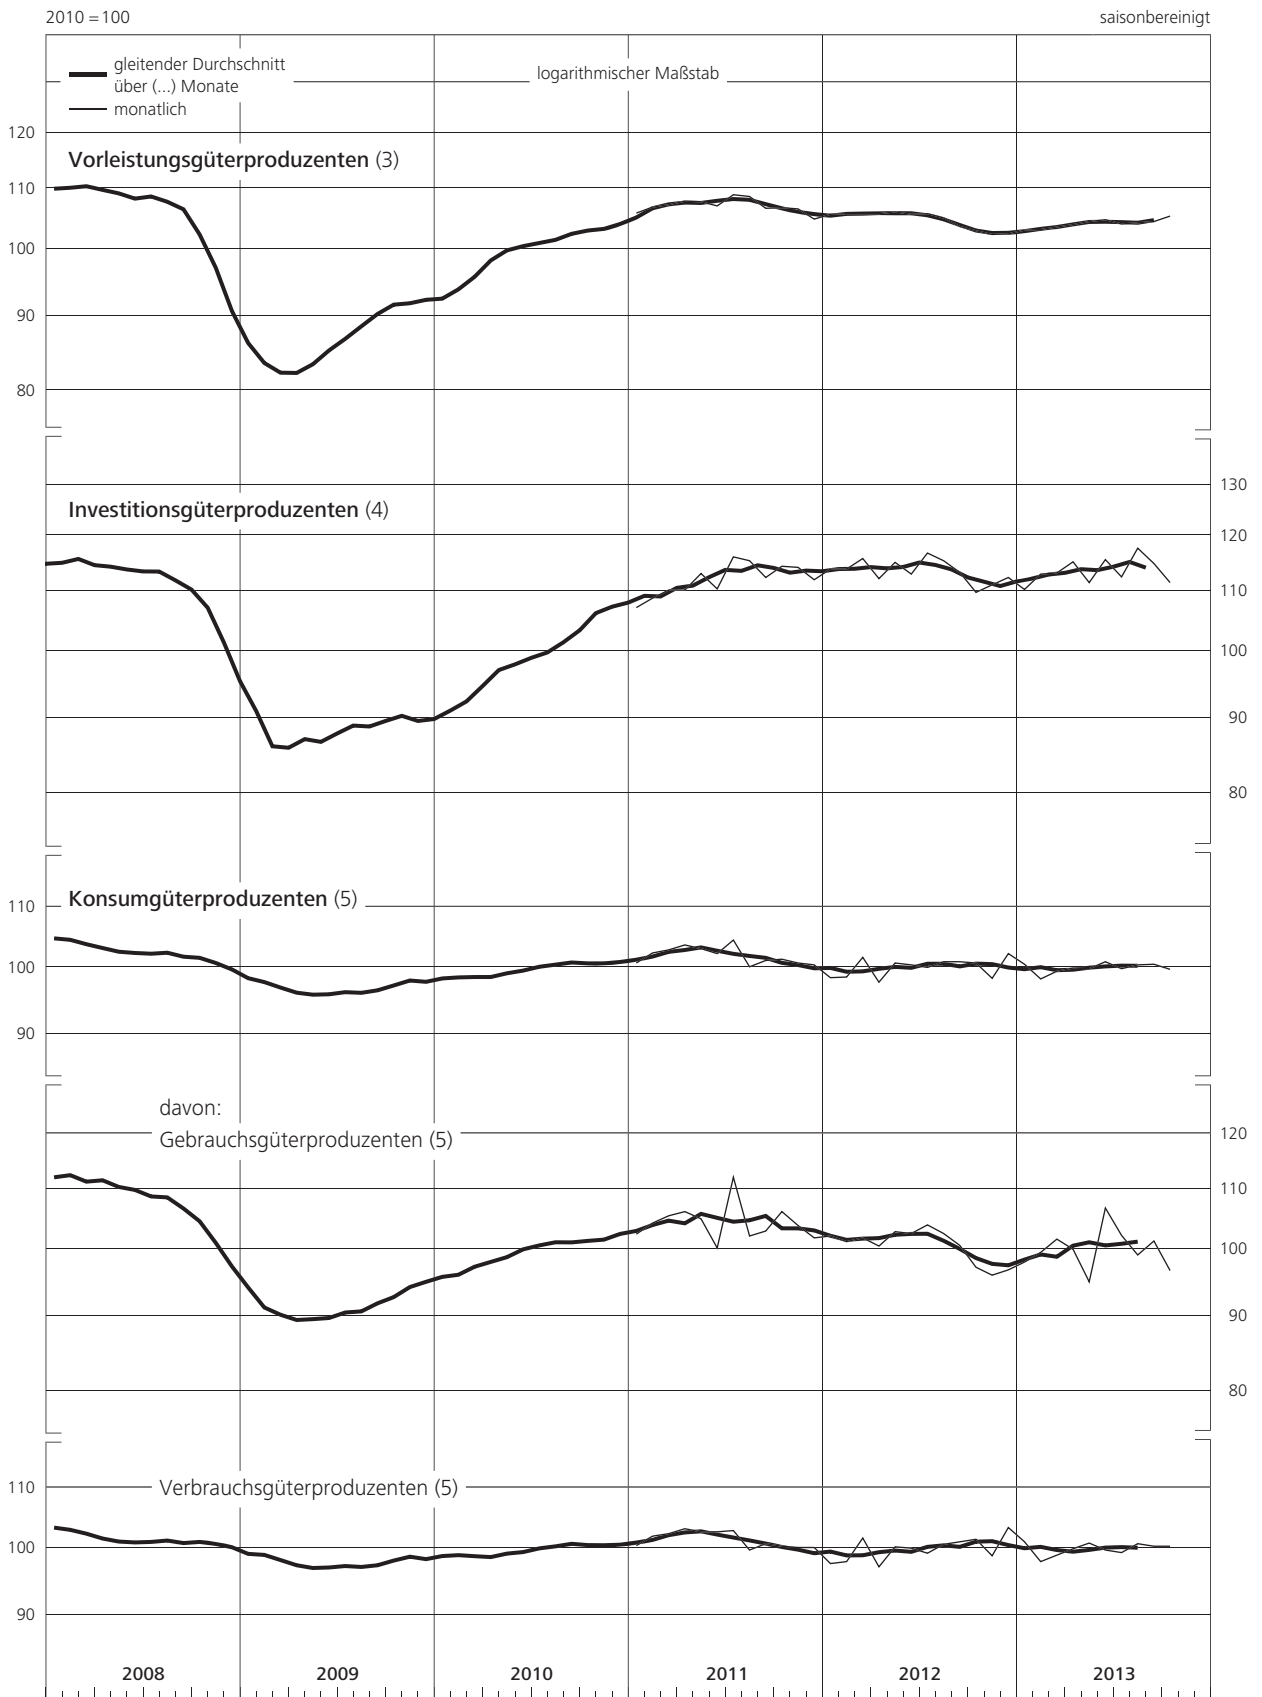 2010 = 100
saisonbereinigt
gleitender Durchschnitt
über (...) Monate
monatlich
logarithmischer Maßstab
120
Vorleistungsgüterproduzenten (3)
110
100
90
80
130
Investitionsgüterproduzenten (4)
120
110
100
90
80
Konsumgüterproduzenten (5)
110
100
90
davon:
Gebrauchsgüterproduzenten (5)
120
110
100
90
80
Verbrauchsgüterproduzenten (5)
110
100
90
2008 2009 2010 2011 2012 2013